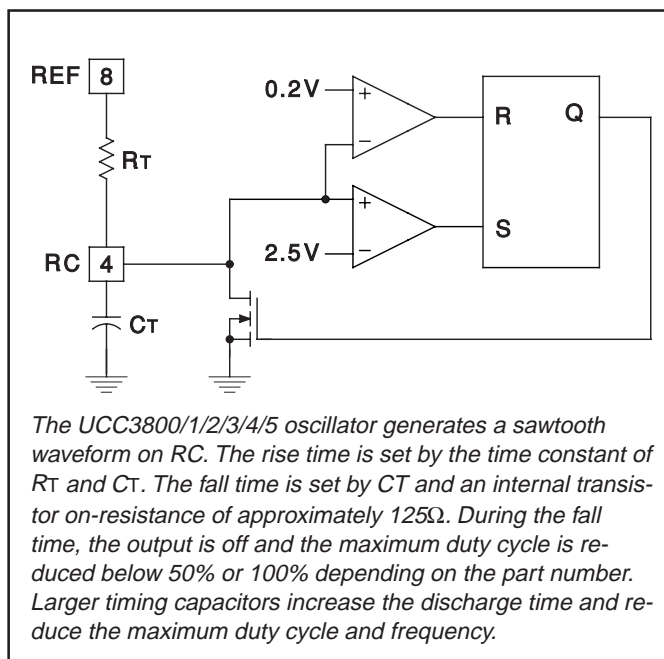 REF 8
RT
RC 4
CT
0.2V
+
−
R
Q
+
S
2.5V
−
The UCC3800/1/2/3/4/5 oscillator generates a sawtooth
waveform on RC. The rise time is set by the time constant of
RT and CT. The fall time is set by CT and an internal transis-
tor on-resistance of approximately 125Ω. During the fall
time, the output is off and the maximum duty cycle is re-
duced below 50% or 100% depending on the part number.
Larger timing capacitors increase the discharge time and re-
duce the maximum duty cycle and frequency.